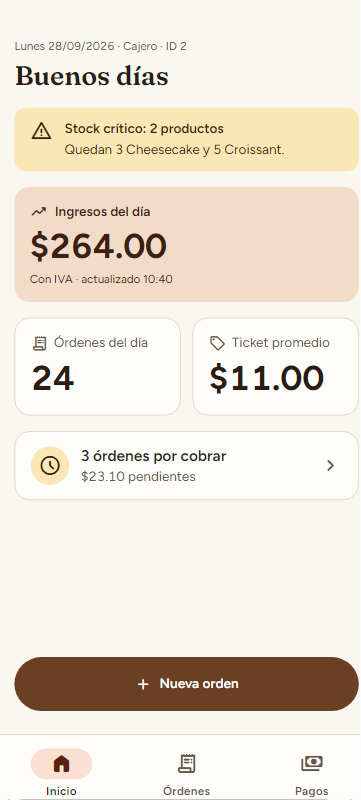 Lunes 28/09/2026 · Cajero · ID 2
Buenos días
Stock crítico: 2 productos
Quedan 3 Cheesecake y 5 Croissant.
Ingresos del día
$264.00
Con IVA · actualizado 10:40
Órdenes del día
24
Ticket promedio
$11.00
3 órdenes por cobrar
$23.10 pendientes
+ Nueva orden
Inicio
Órdenes
Pagos